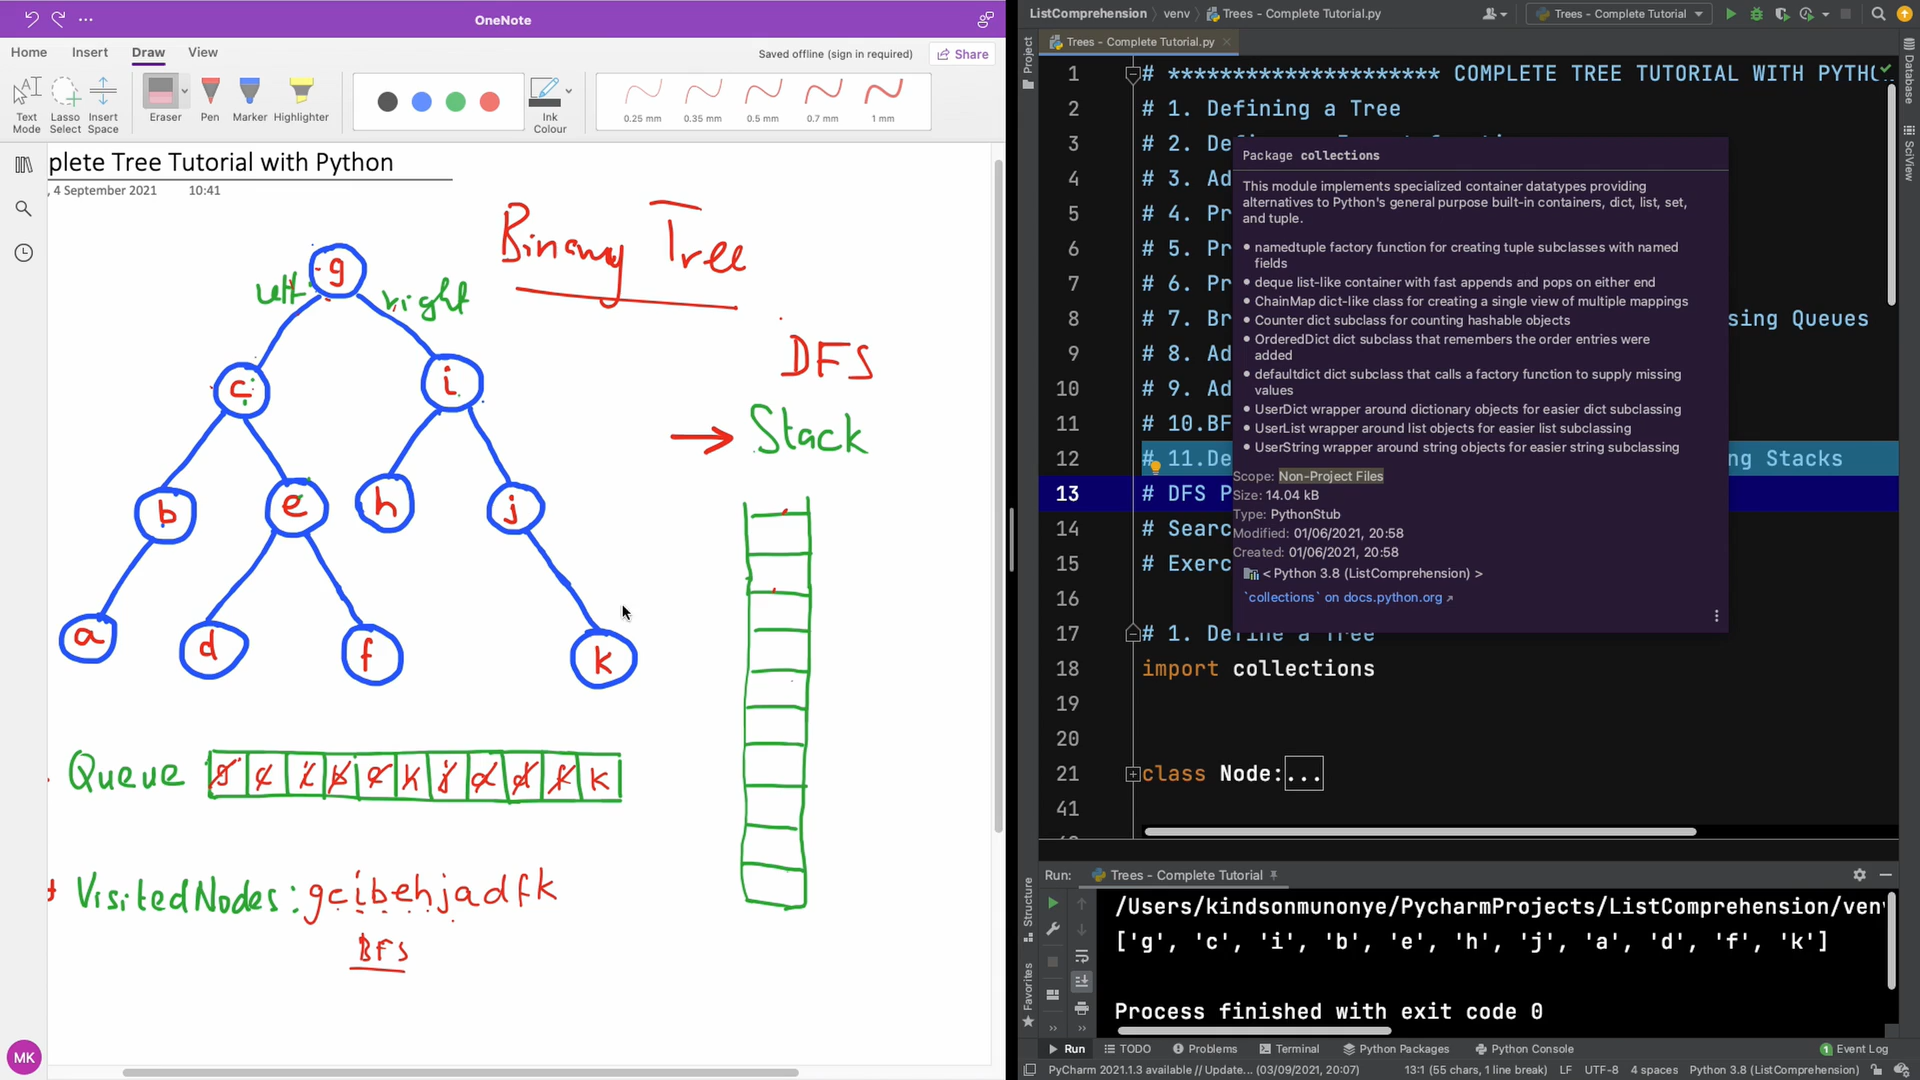 OneNote
Home Insert Draw View
Saved offline (sign in required) Share
Text Mode
Lasso Select
Insert Space
Eraser
Pen
Marker
Highlighter
Ink Colour
0.25 mm 0.35 mm 0.5 mm 0.7 mm 1 mm
plete Tree Tutorial with Python
, 4 September 2021 10:41
Binary Tree
g
left right
c i
b e h j
a d f k
DFS
Stack
Queue g c i b e h j a d f k
VisitedNodes: gcibehjadfk
BFS
MK
ListComprehension venv Trees - Complete Tutorial.py
Trees - Complete Tutorial
Trees - Complete Tutorial.py
Project
Database
SciView
1 # ********************* COMPLETE TREE TUTORIAL WITH PYTHO
2 # 1. Defining a Tree
3 # 2. De
4 # 3. Ad
5 # 4. Pr
6 # 5. Pr
7 # 6. Pr
8 # 7. Br sing Queues
9 # 8. Ad
10 # 9. Ad
11 # 10.BF
12 # 11.De ng Stacks
13 # DFS P
14 # Searc
15 # Exerc
16
17 # 1. Define a Tree
18 import collections
19
20
21 class Node:...
41
Package collections
This module implements specialized container datatypes providing
alternatives to Python's general purpose built-in containers, dict, list, set,
and tuple.
• namedtuple factory function for creating tuple subclasses with named
fields
• deque list-like container with fast appends and pops on either end
• ChainMap dict-like class for creating a single view of multiple mappings
• Counter dict subclass for counting hashable objects
• OrderedDict dict subclass that remembers the order entries were
added
• defaultdict dict subclass that calls a factory function to supply missing
values
• UserDict wrapper around dictionary objects for easier dict subclassing
• UserList wrapper around list objects for easier list subclassing
• UserString wrapper around string objects for easier string subclassing
Scope: Non-Project Files
Size: 14.04 kB
Type: PythonStub
Modified: 01/06/2021, 20:58
Created: 01/06/2021, 20:58
< Python 3.8 (ListComprehension) >
`collections` on docs.python.org
Structure
Favorites
Run: Trees - Complete Tutorial
/Users/kindsonmunonye/PycharmProjects/ListComprehension/venv
['g', 'c', 'i', 'b', 'e', 'h', 'j', 'a', 'd', 'f', 'k']
Process finished with exit code 0
Run TODO Problems Terminal Python Packages Python Console 1 Event Log
PyCharm 2021.1.3 available // Update... (03/09/2021, 20:07) 13:1 (55 chars, 1 line break) LF UTF-8 4 spaces Python 3.8 (ListComprehension)